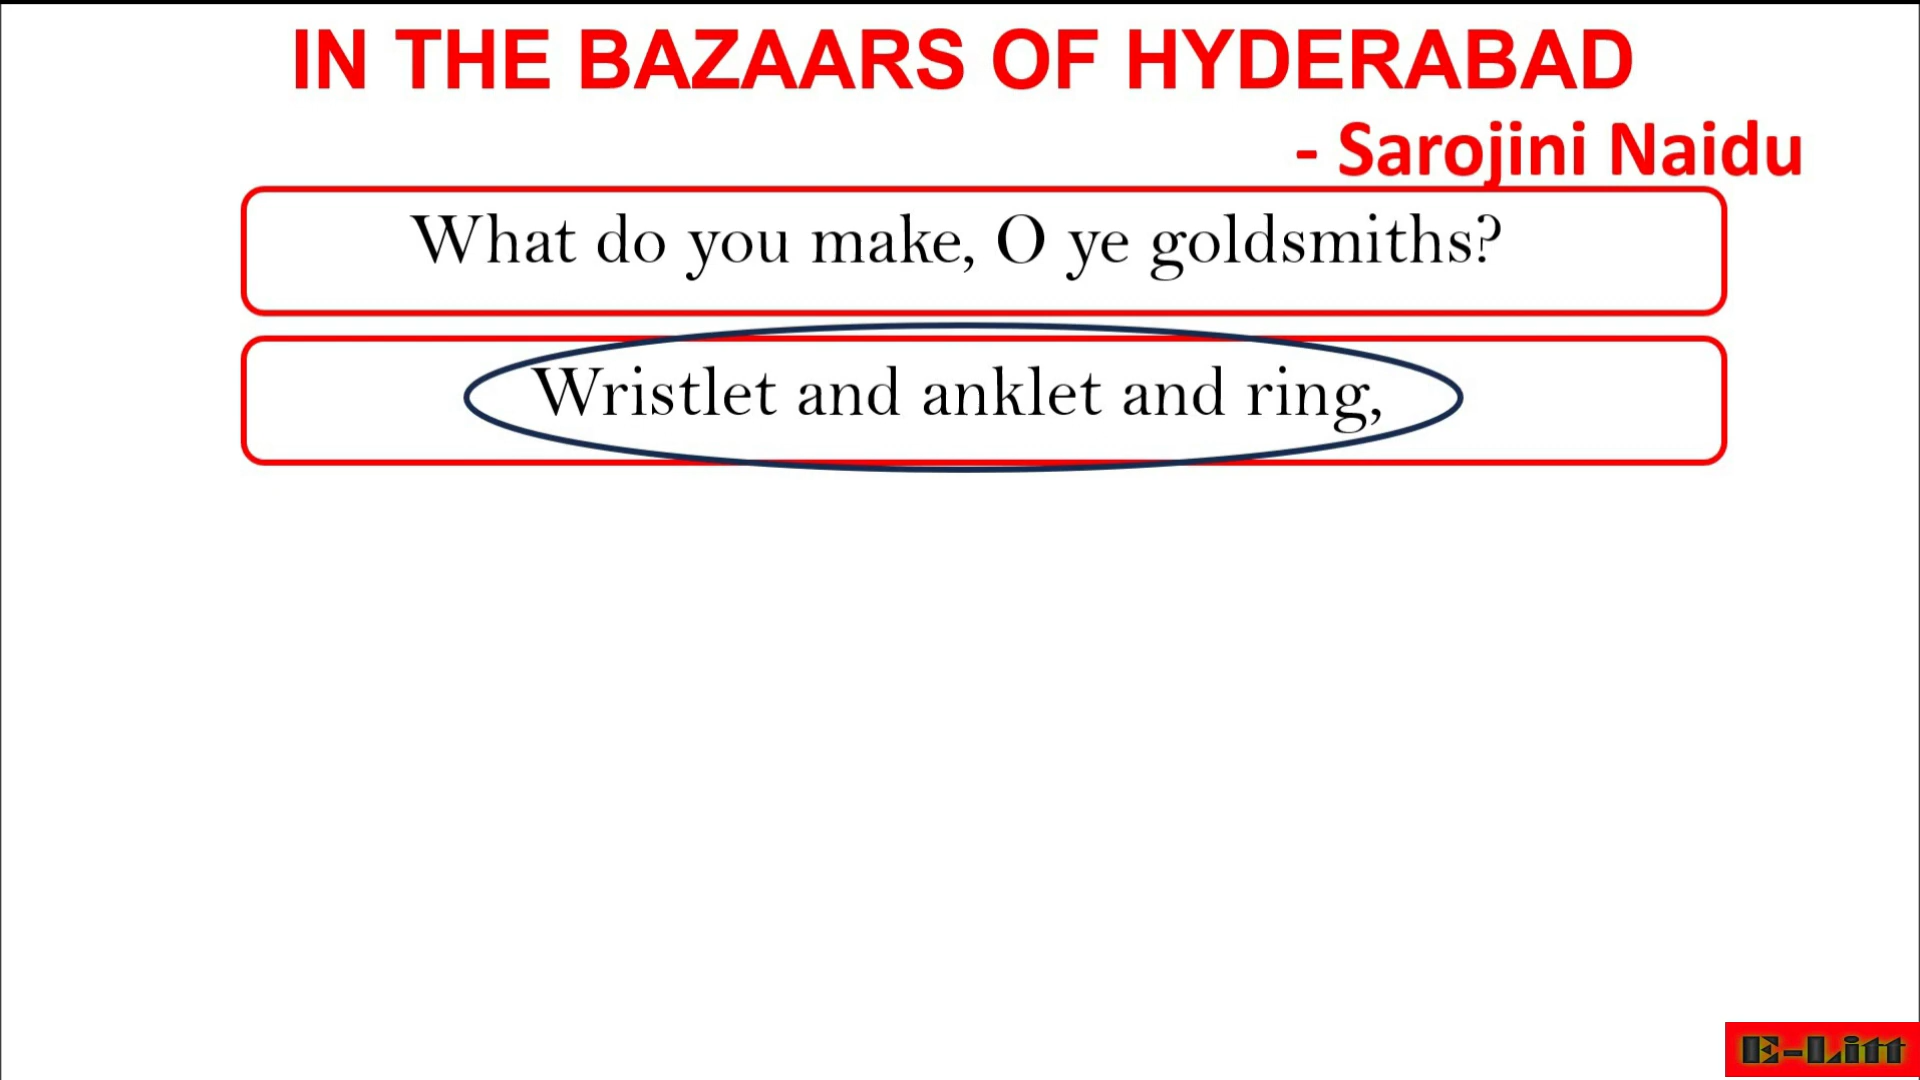 IN THE BAZAARS OF HYDERABAD
- Sarojini Naidu
What do you make, O ye goldsmiths?
Wristlet and anklet and ring,
E-Litt